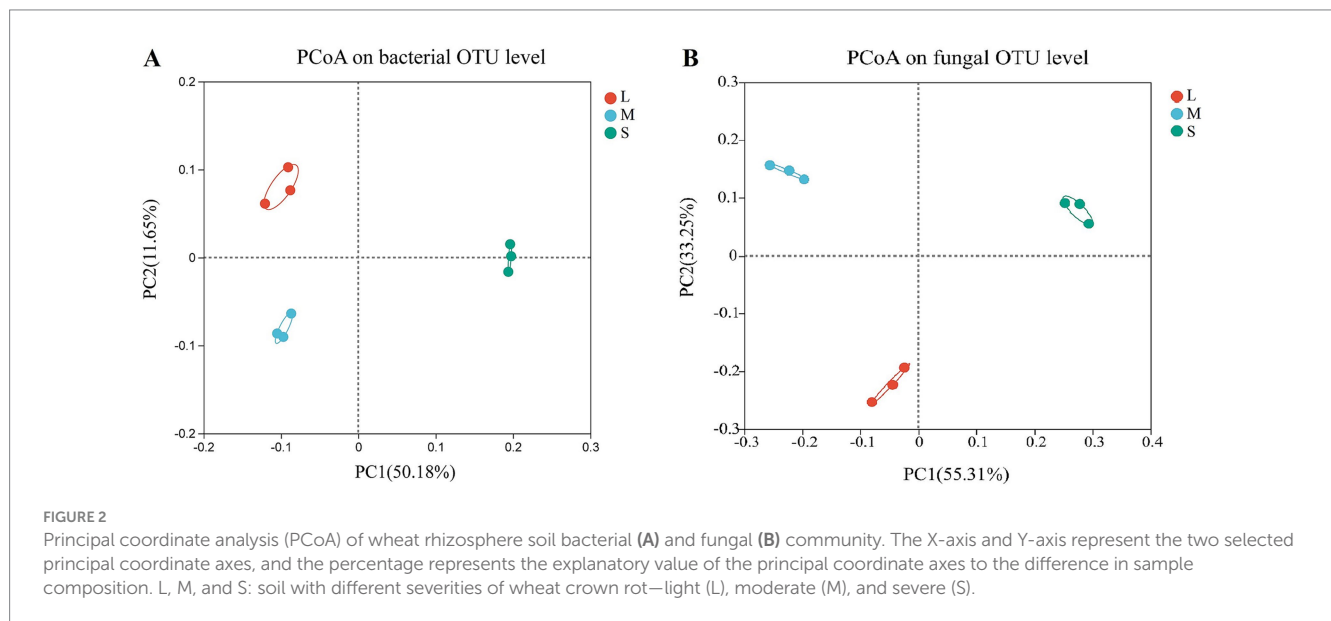 A
PCoA on bacterial OTU level
0.2
0.1
0
-0.1
-0.2
PC2(11.65%)
-0.2
-0.1
0
0.1
0.2
0.3
PC1(50.18%)
L
M
S
B
PCoA on fungal OTU level
0.3
0.2
0.1
0
-0.1
-0.2
-0.3
PC2(33.25%)
-0.3
-0.2
-0.1
0
0.1
0.2
0.3
0.4
PC1(55.31%)
L
M
S
FIGURE 2
Principal coordinate analysis (PCoA) of wheat rhizosphere soil bacterial (A) and fungal (B) community. The X-axis and Y-axis represent the two selected
principal coordinate axes, and the percentage represents the explanatory value of the principal coordinate axes to the difference in sample
composition. L, M, and S: soil with different severities of wheat crown rot—light (L), moderate (M), and severe (S).